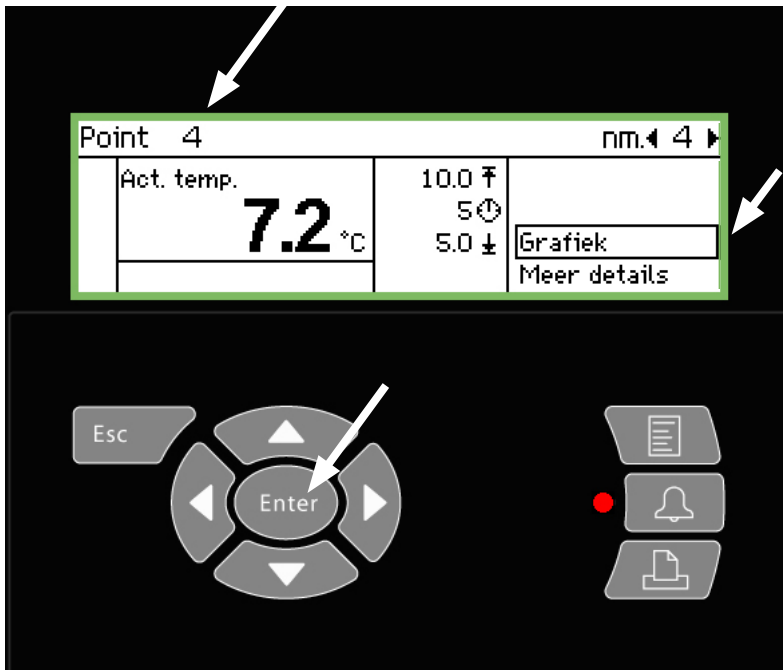 Point 4 nm. 4
Act. temp.
7.2 °C
10.0
5
5.0
Grafiek
Meer details
Esc
Enter